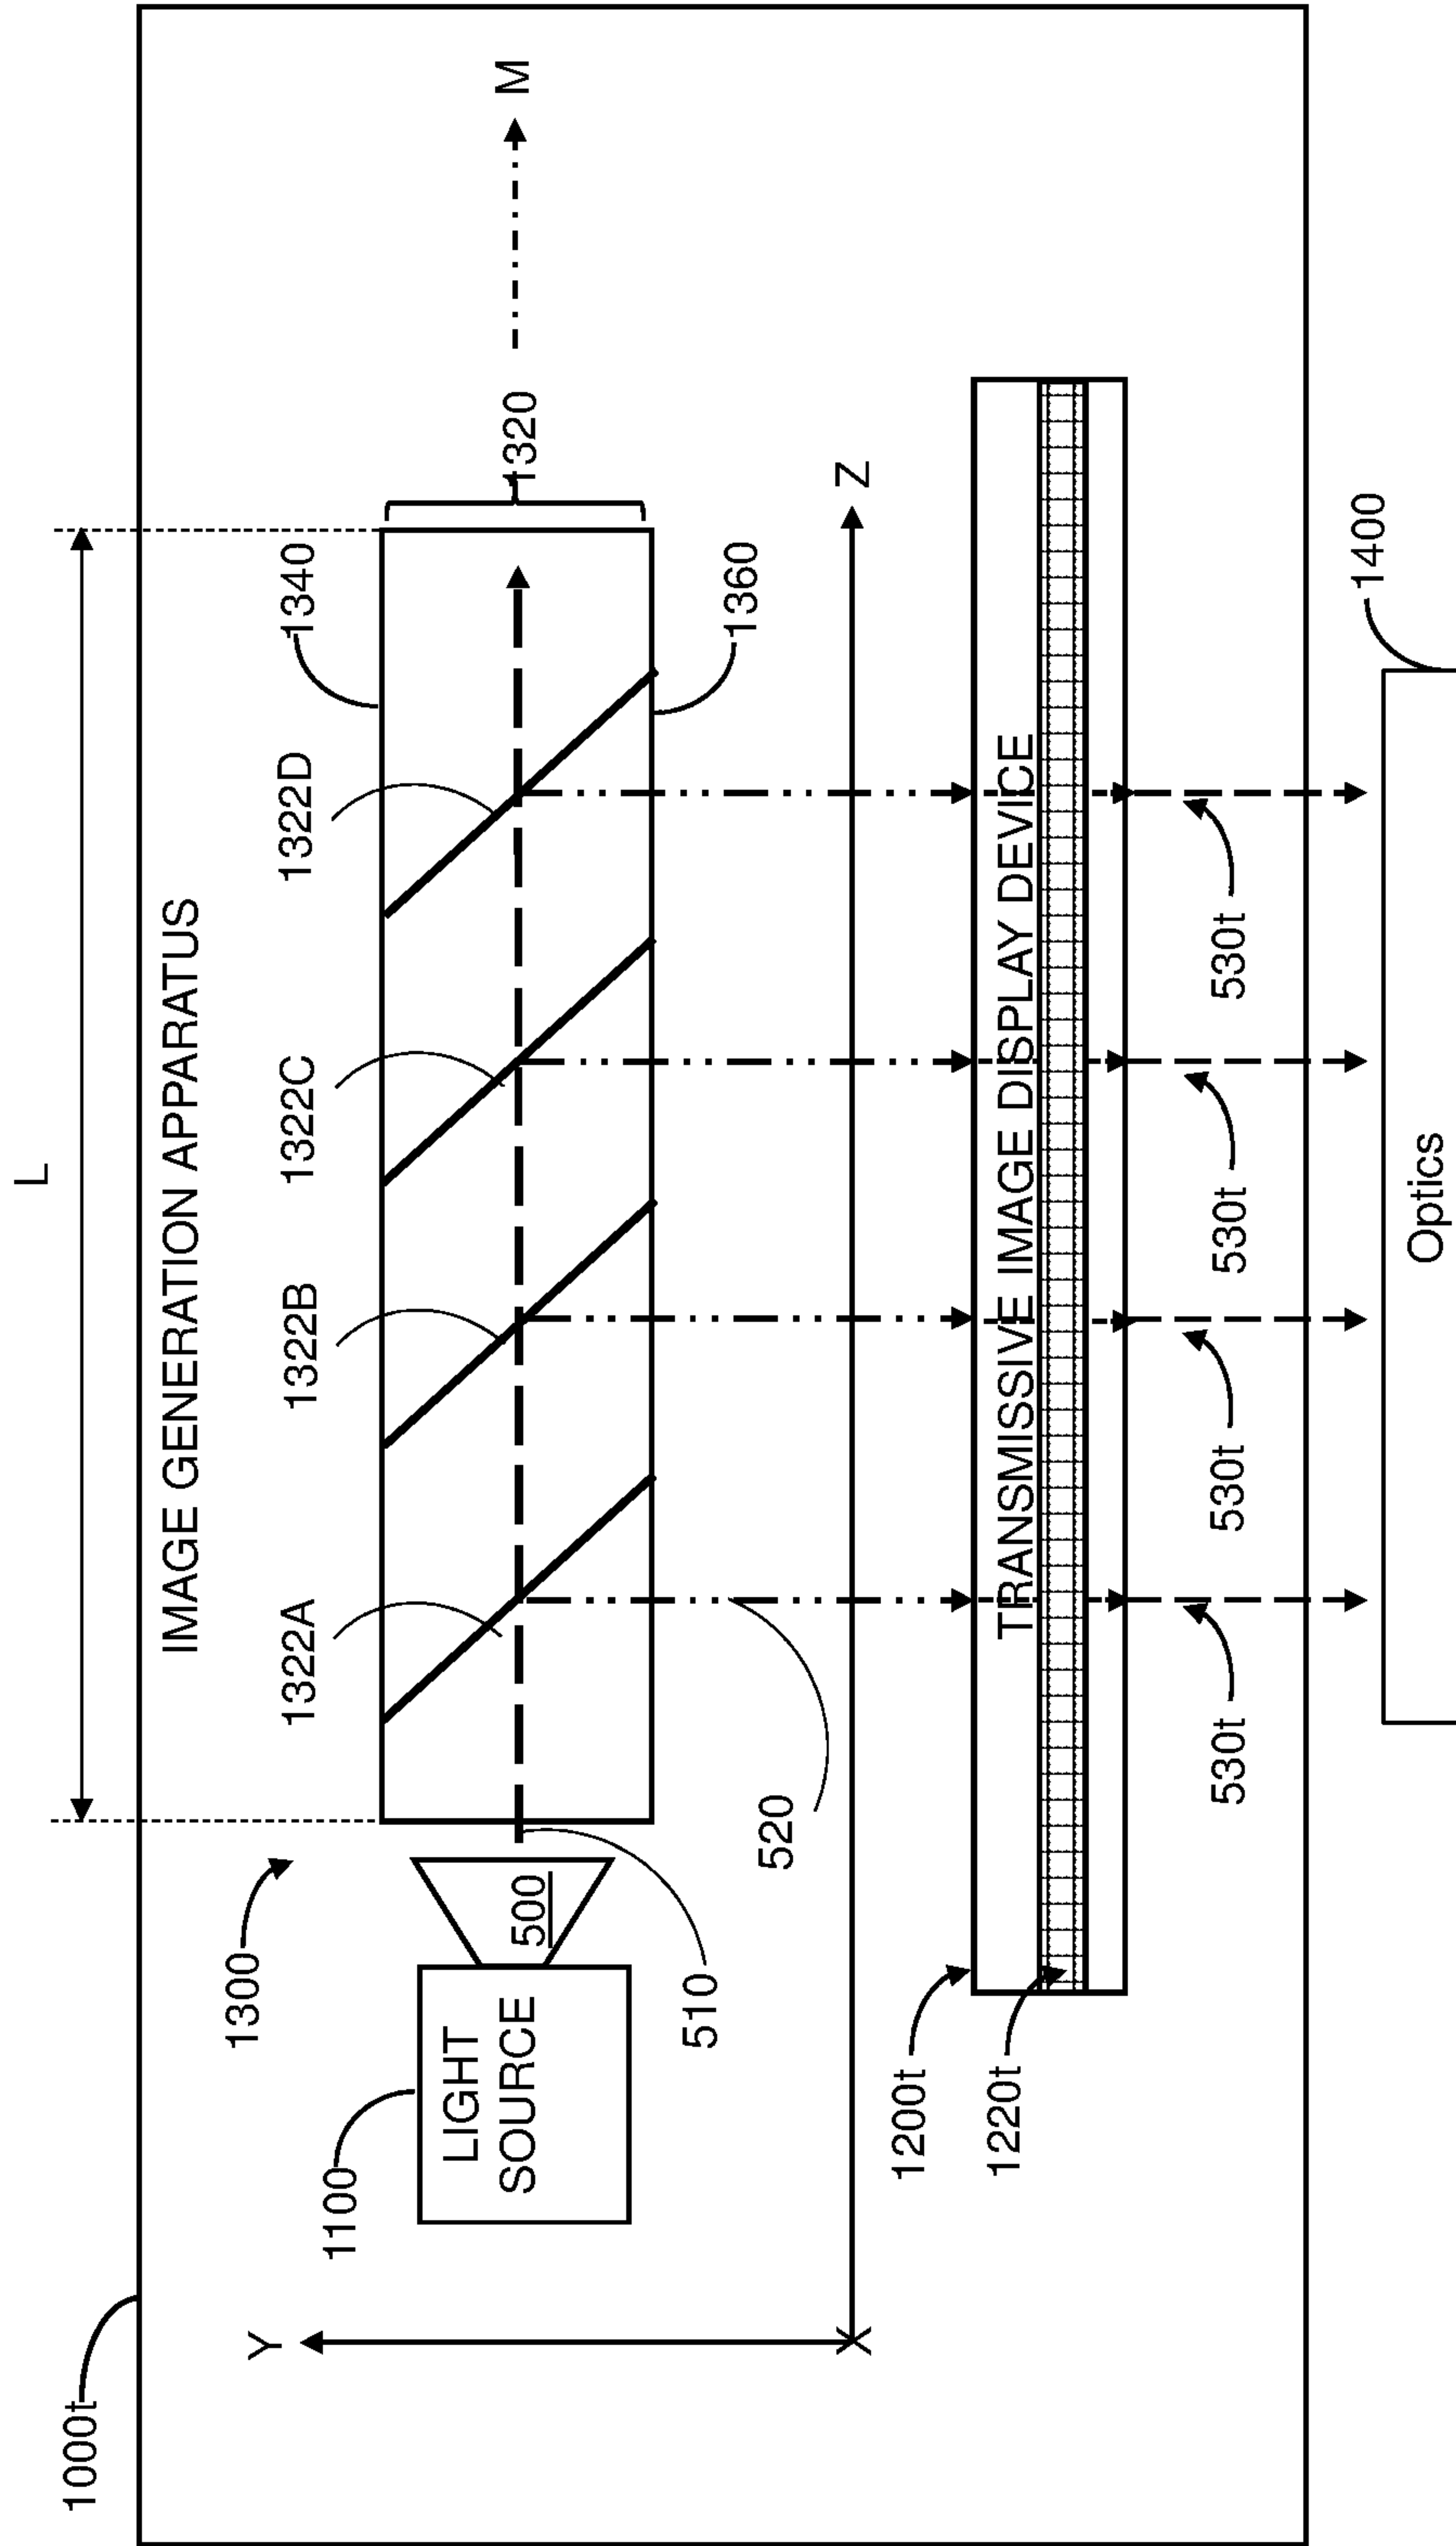 L
1000t
IMAGE GENERATION APPARATUS
Y
1300
1322A
1322B
1322C
1322D
1340
1100
LIGHT
SOURCE
500
1320
M
510
520
1360
X
Z
1200t
1220t
TRANSMISSIVE IMAGE DISPLAY DEVICE
530t
530t
530t
530t
1400
Optics